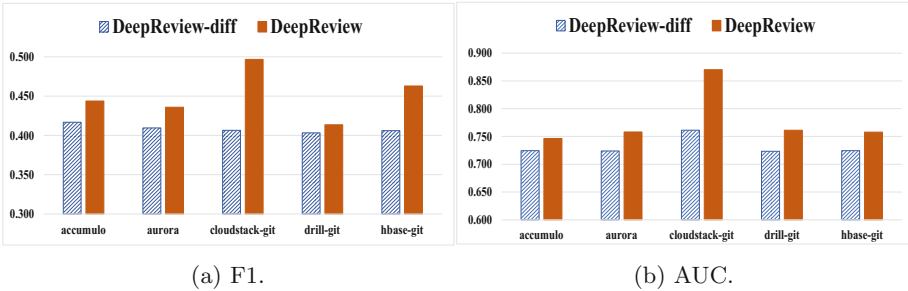 DeepReview-diff DeepReview
0.500
0.450
0.400
0.350
0.300
accumulo aurora cloudstack-git drill-git hbase-git
(a) F1.
DeepReview-diff DeepReview
0.900
0.850
0.800
0.750
0.700
0.650
0.600
accumulo aurora cloudstack-git drill-git hbase-git
(b) AUC.